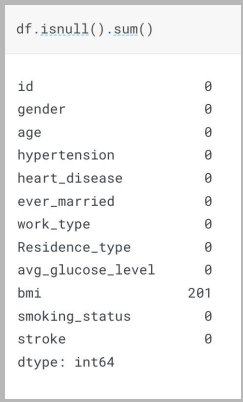 df.isnull().sum()
id 0
gender 0
age 0
hypertension 0
heart_disease 0
ever_married 0
work_type 0
Residence_type 0
avg_glucose_level 0
bmi 201
smoking_status 0
stroke 0
dtype: int64